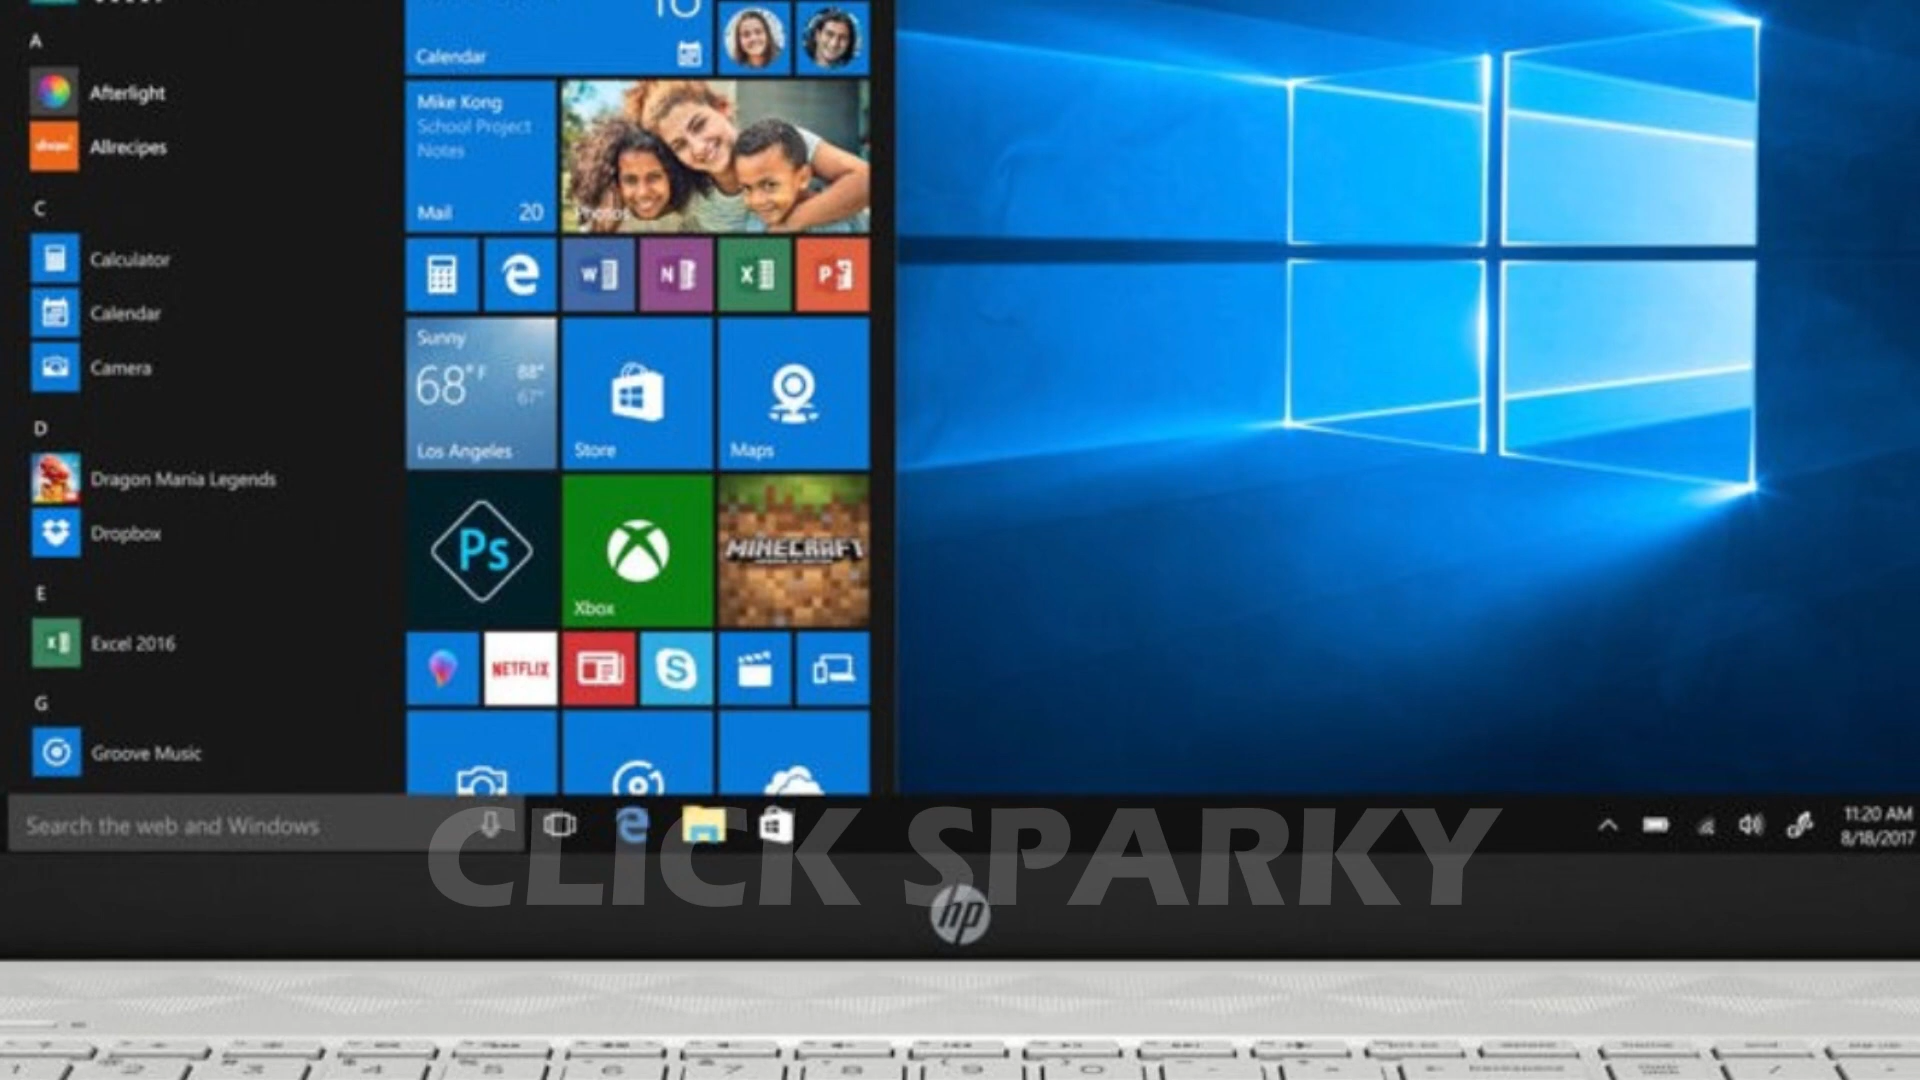 A
Afterlight
Allrecipes
C
Calculator
Calendar
Camera
D
Dragon Mania Legends
Dropbox
E
Excel 2016
G
Groove Music
Calendar
Mike Kong
School Project
Notes
Mail 20
Photos
W
N
X
P
Sunny
68°F 88°
67°
Los Angeles
Store
Maps
Ps
Xbox
MINECRAFT
NETFLIX
S
Search the web and Windows
11:20 AM
8/18/2017
CLICK SPARKY
hp